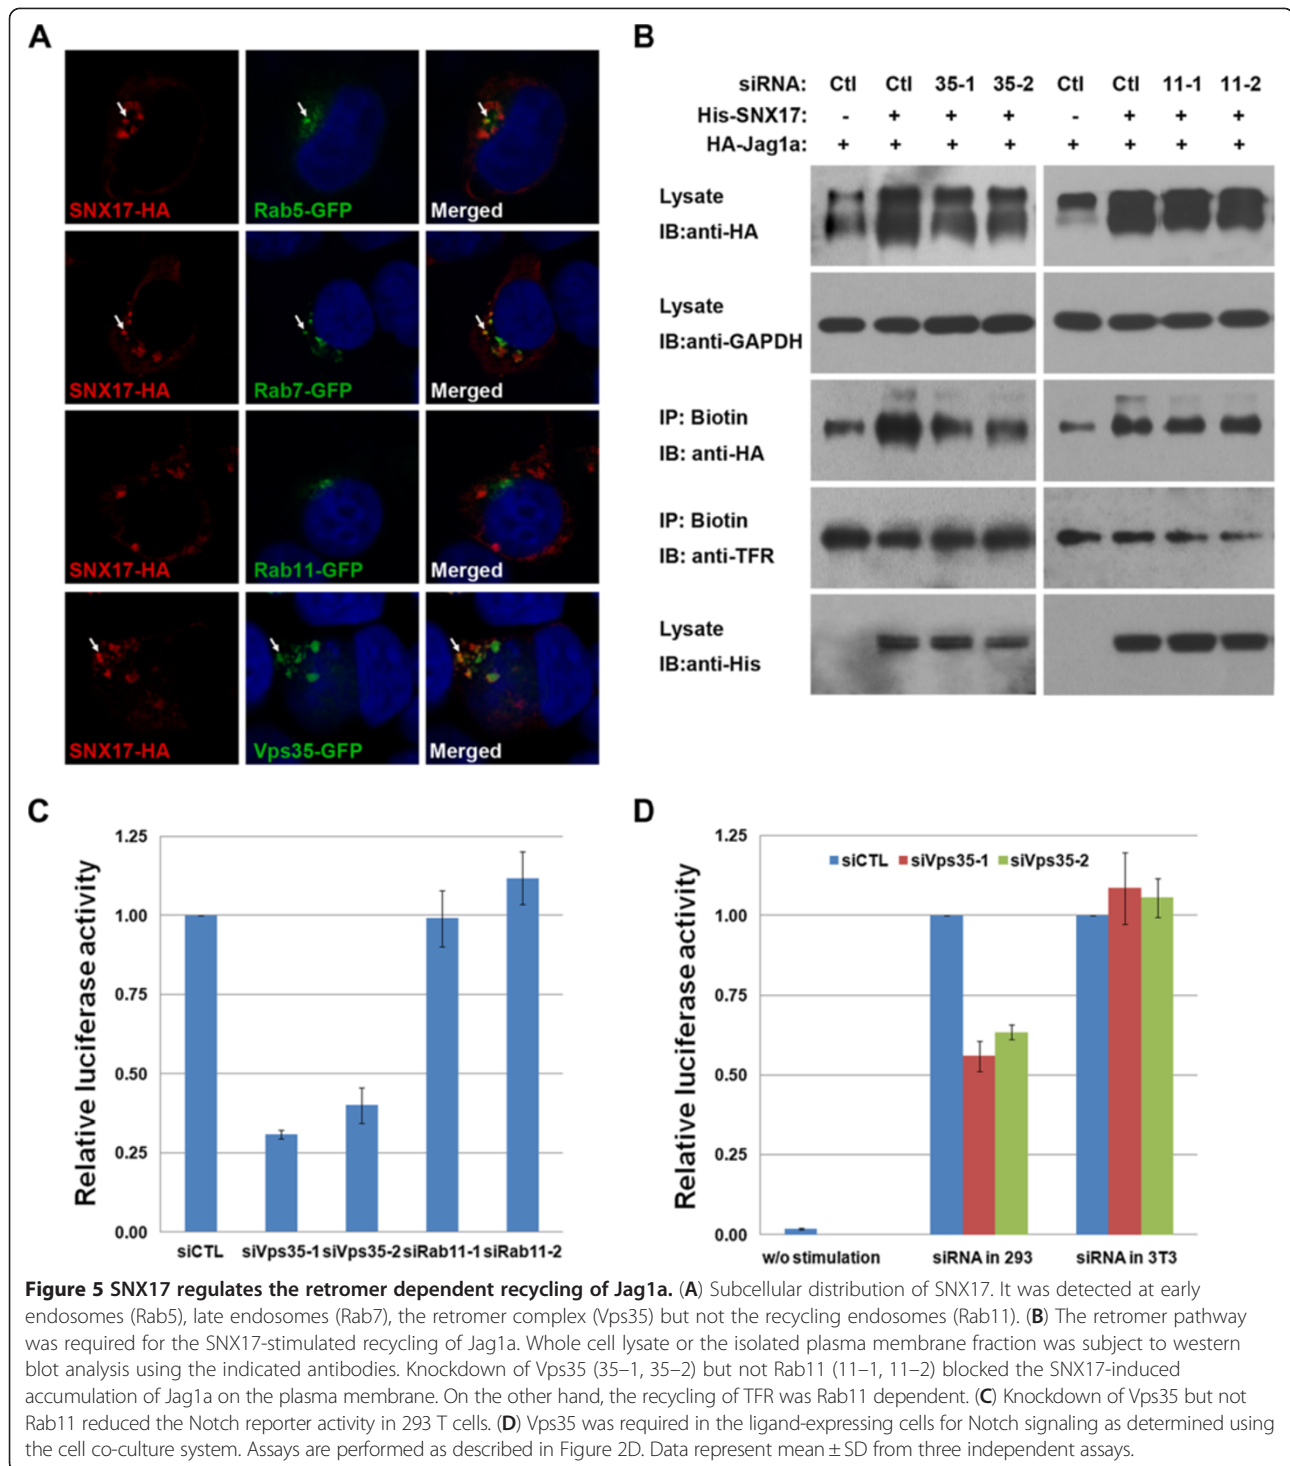 A
SNX17-HA Rab5-GFP Merged
SNX17-HA Rab7-GFP Merged
SNX17-HA Rab11-GFP Merged
SNX17-HA Vps35-GFP Merged
B
siRNA: Ctl Ctl 35-1 35-2 Ctl Ctl 11-1 11-2
His-SNX17: - + + + - + + +
HA-Jag1a: + + + + + + + +
Lysate
IB:anti-HA
Lysate
IB:anti-GAPDH
IP: Biotin
IB: anti-HA
IP: Biotin
IB: anti-TFR
Lysate
IB:anti-His
C
Relative luciferase activity
1.25
1.00
0.75
0.50
0.25
0.00
siCTL siVps35-1 siVps35-2 siRab11-1 siRab11-2
D
Relative luciferase activity
1.25
1.00
0.75
0.50
0.25
0.00
siCTL siVps35-1 siVps35-2
w/o stimulation siRNA in 293 siRNA in 3T3
Figure 5 SNX17 regulates the retromer dependent recycling of Jag1a. (A) Subcellular distribution of SNX17. It was detected at early
endosomes (Rab5), late endosomes (Rab7), the retromer complex (Vps35) but not the recycling endosomes (Rab11). (B) The retromer pathway
was required for the SNX17-stimulated recycling of Jag1a. Whole cell lysate or the isolated plasma membrane fraction was subject to western
blot analysis using the indicated antibodies. Knockdown of Vps35 (35–1, 35–2) but not Rab11 (11–1, 11–2) blocked the SNX17-induced
accumulation of Jag1a on the plasma membrane. On the other hand, the recycling of TFR was Rab11 dependent. (C) Knockdown of Vps35 but not
Rab11 reduced the Notch reporter activity in 293 T cells. (D) Vps35 was required in the ligand-expressing cells for Notch signaling as determined using
the cell co-culture system. Assays are performed as described in Figure 2D. Data represent mean ± SD from three independent assays.